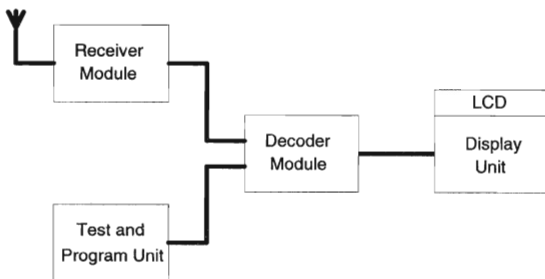 Receiver
Module
LCD
Decoder
Module
Display
Unit
Test and
Program Unit